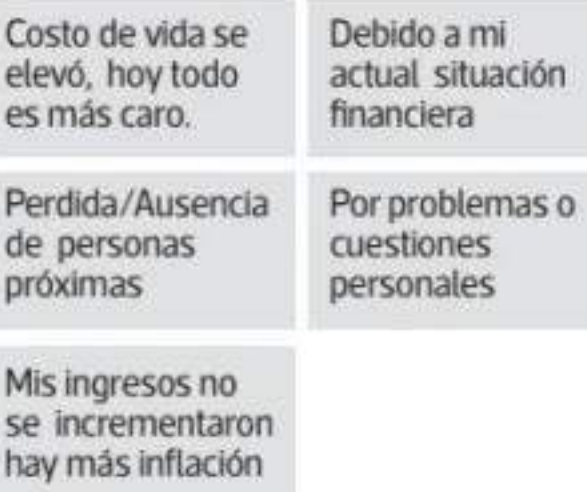 Costo de vida se
elevó, hoy todo
es más caro.
Debido a mi
actual situación
financiera
Perdida/Ausencia
de personas
próximas
Por problemas o
cuestiones
personales
Mis ingresos no
se incrementaron
hay más inflación